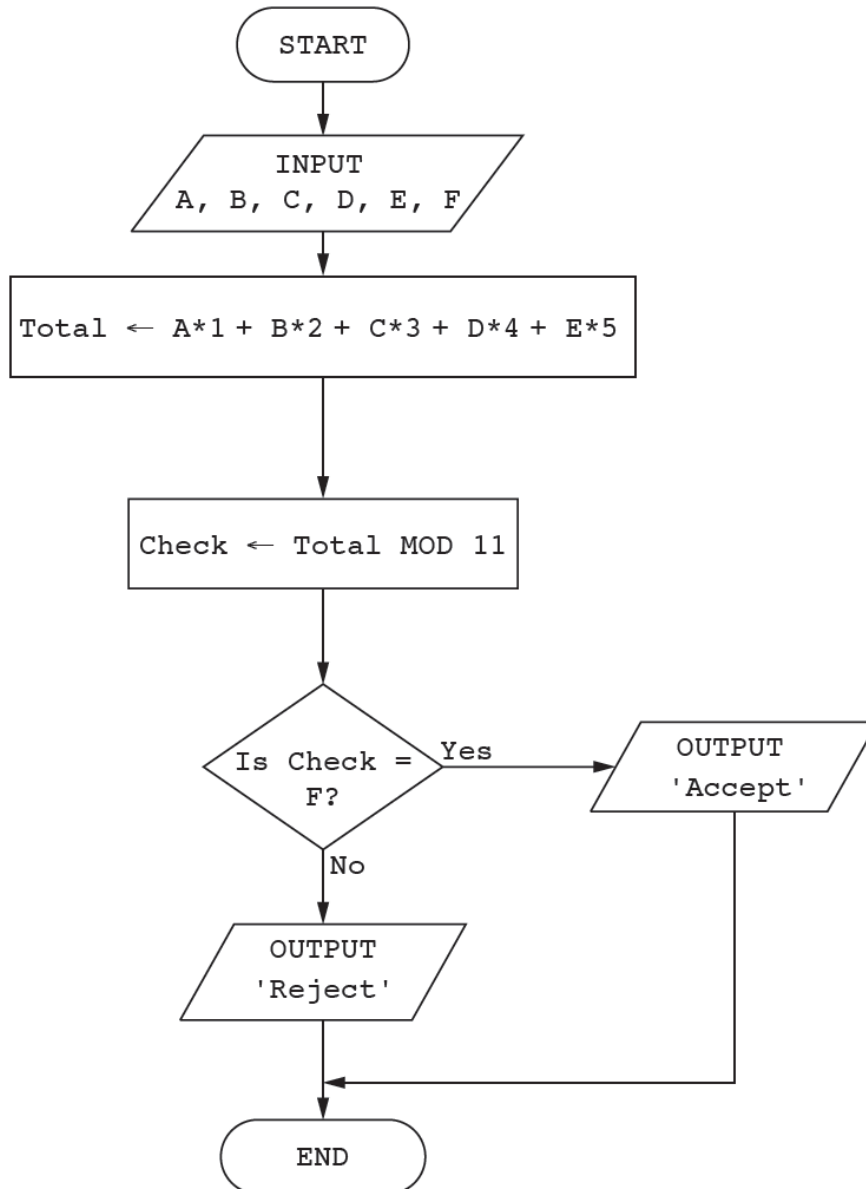 START
INPUT
A, B, C, D, E, F
Total ← A*1 + B*2 + C*3 + D*4 + E*5
Check ← Total MOD 11
Is Check =
F?
Yes
OUTPUT
'Accept'
No
OUTPUT
'Reject'
END